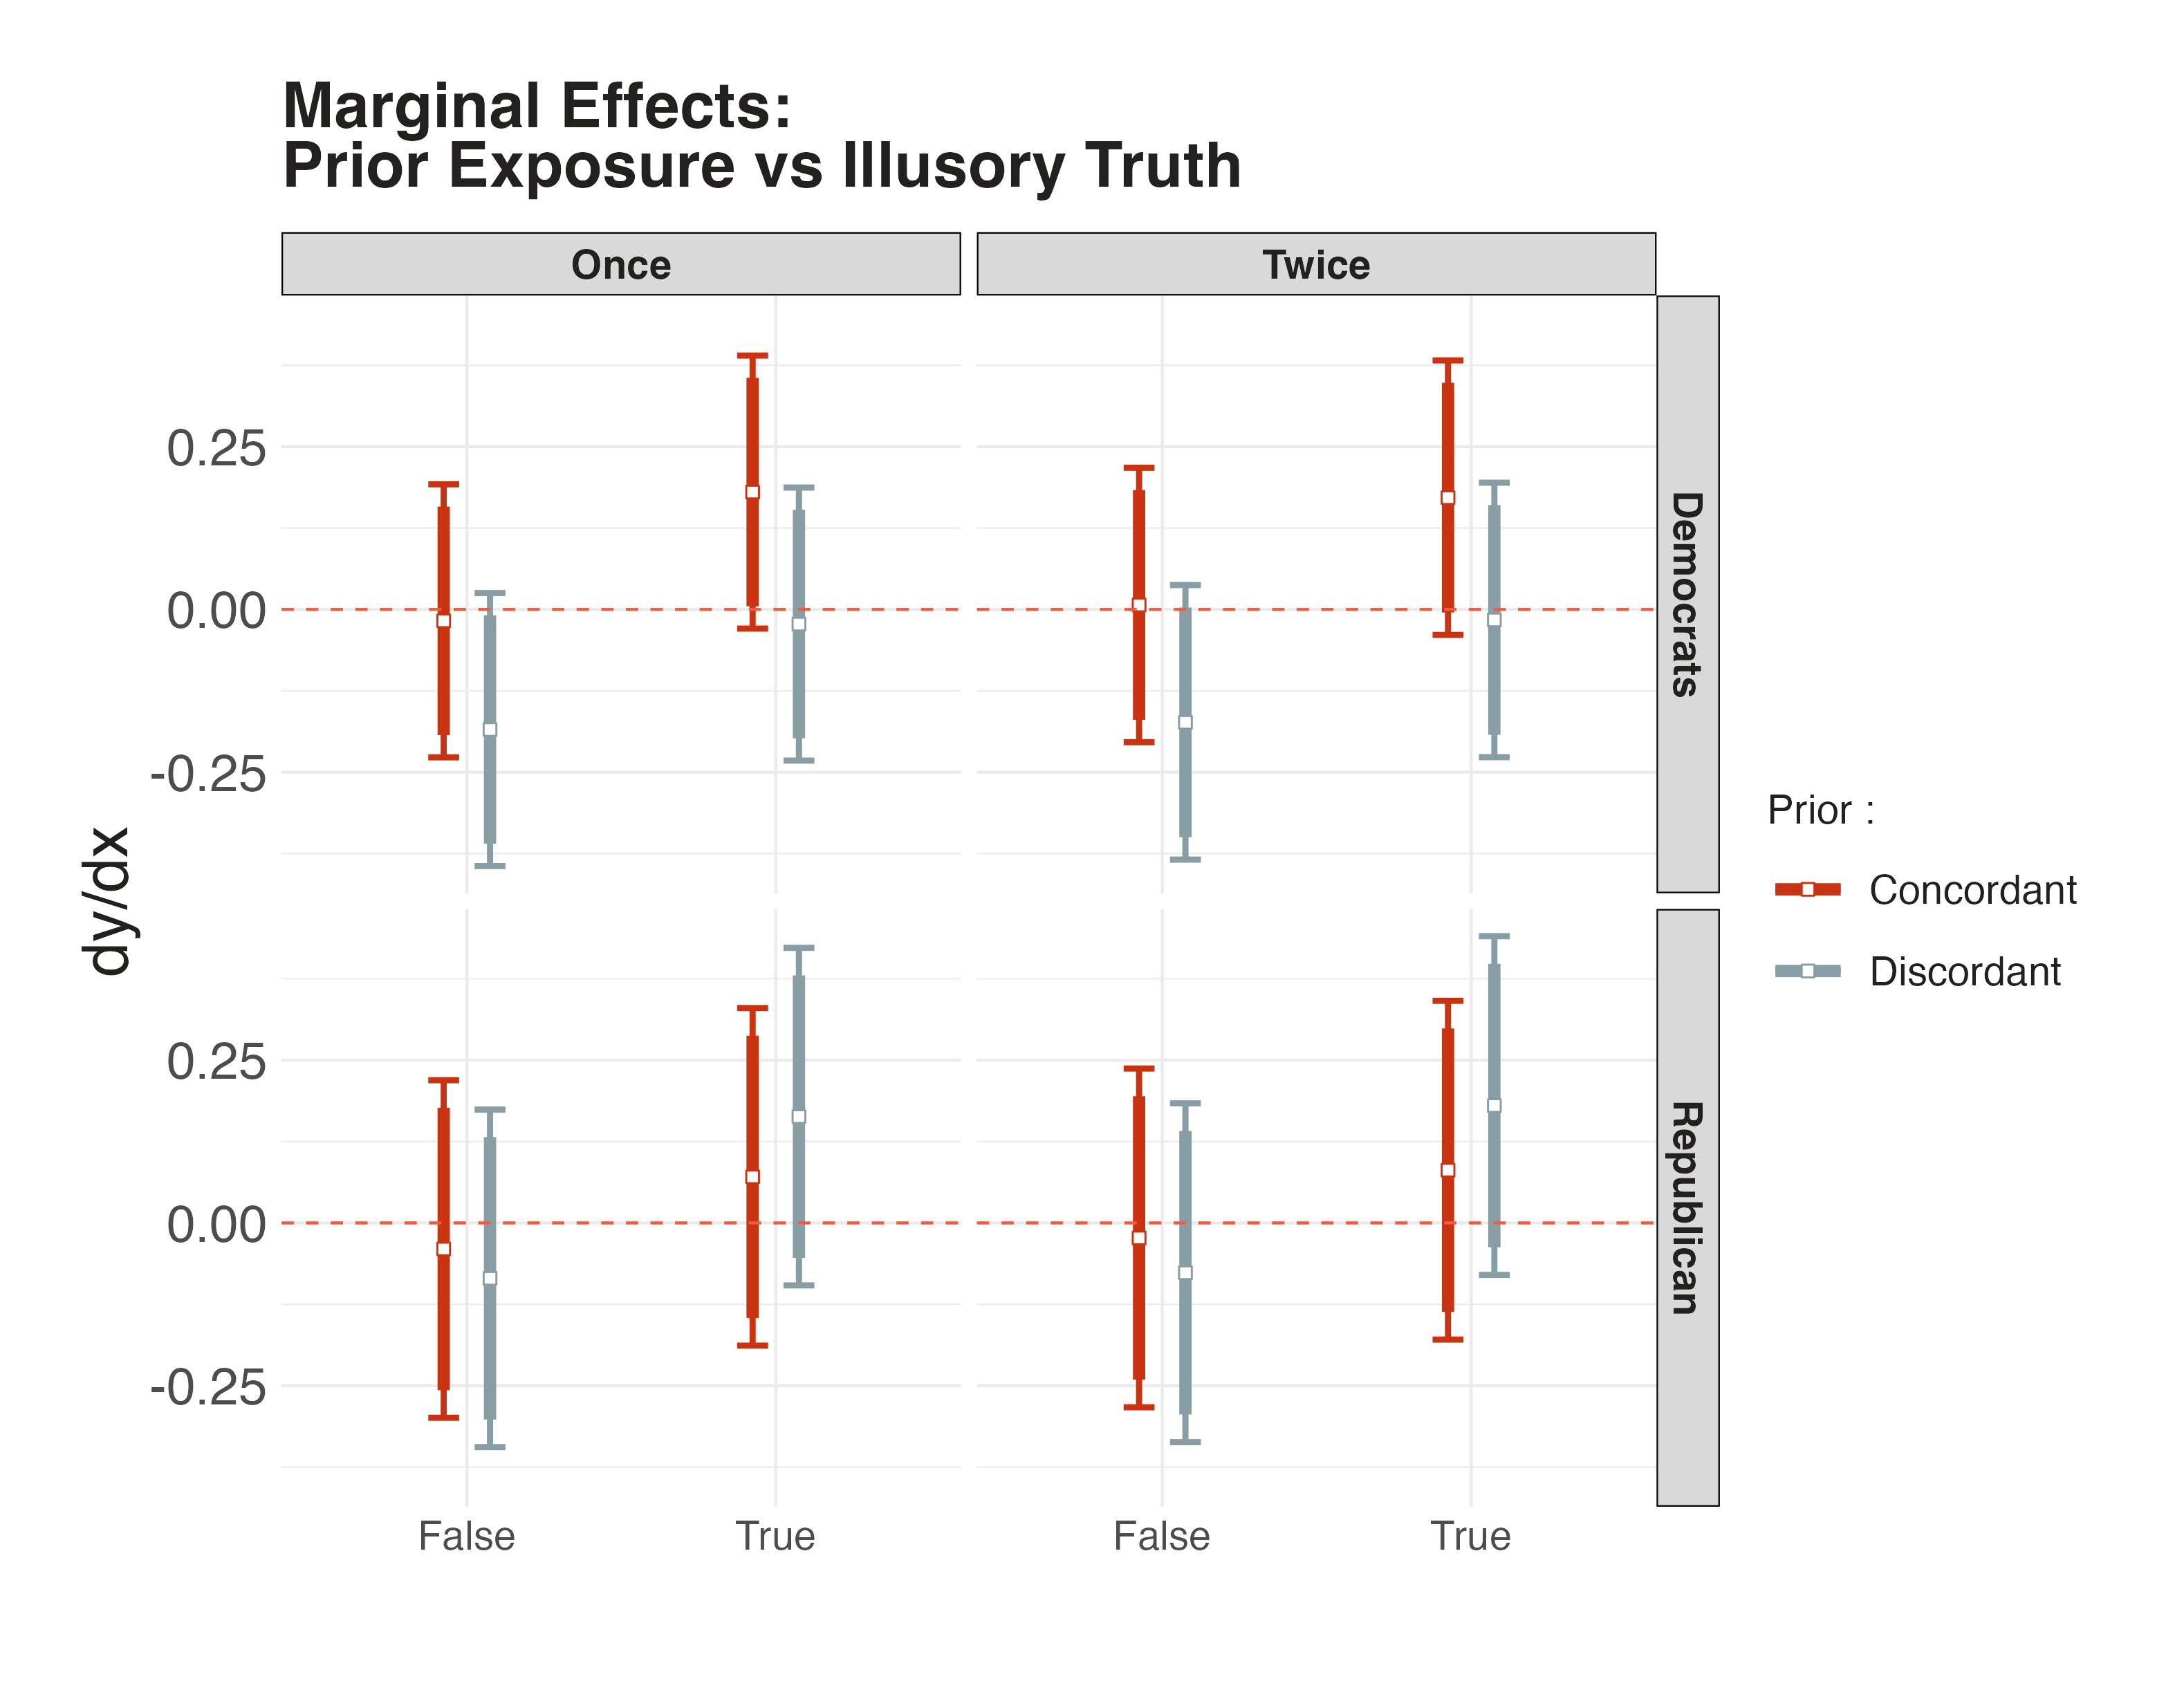 Marginal Effects:
Prior Exposure vs Illusory Truth
Once
Twice
0.25
0.00
-0.25
Democrats
0.25
0.00
-0.25
Republican
dy/dx
False
True
False
True
Prior :
Concordant
Discordant